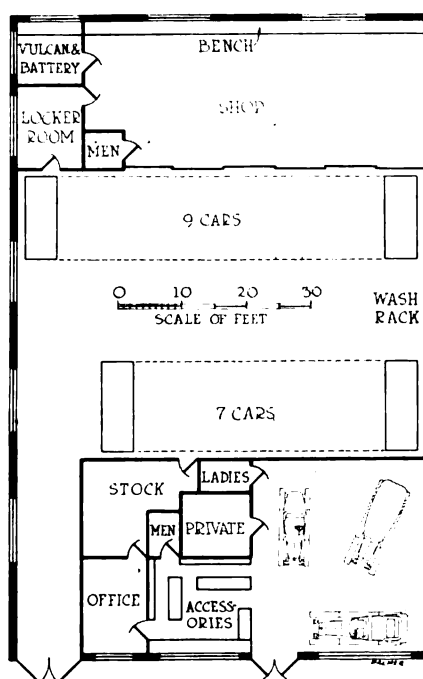 BENCH
VULCAN &
BATTERY
SHOP
LOCKER
ROOM
MEN
9 CARS
0 10 20 30
SCALE OF FEET
WASH
RACK
7 CARS
LADIES
STOCK
MEN
PRIVATE
OFFICE
ACCESS-
ORIES